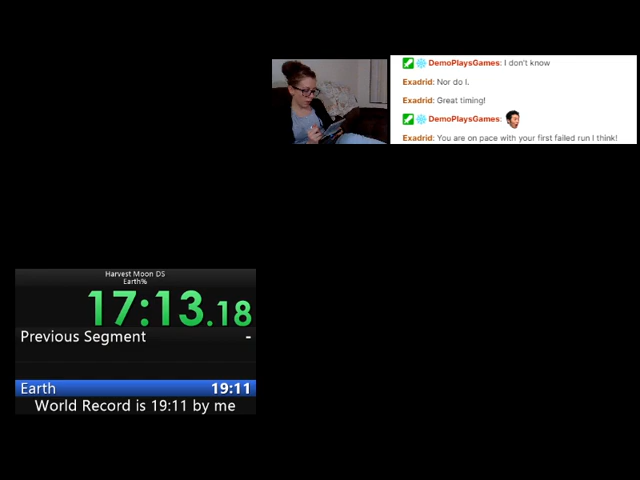 DemoPlaysGames: I don't know
Exadrid: Nor do I.
Exadrid: Great timing!
DemoPlaysGames:
Exadrid: You are on pace with your first failed run I think!
Harvest Moon DS
Earth%
17:13.18
Previous Segment -
Earth 19:11
World Record is 19:11 by me